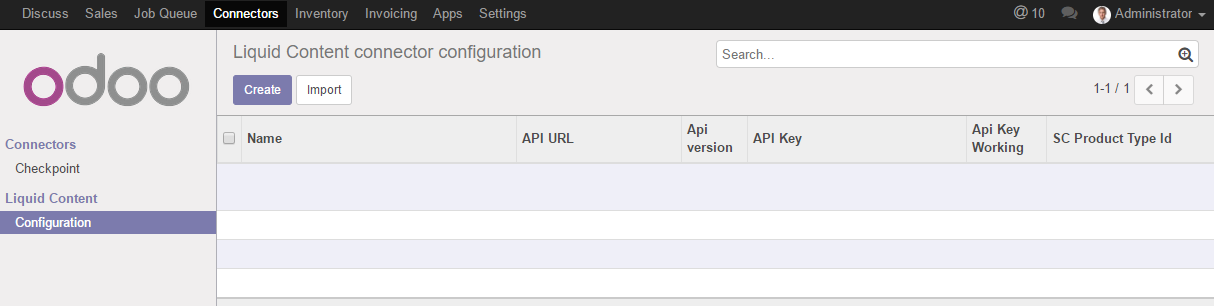 Discuss Sales Job Queue Connectors Inventory Invoicing Apps Settings @ 10 Administrator
odoo
Liquid Content connector configuration
Search...
Create Import
1-1 / 1
Connectors
Checkpoint
Liquid Content
Configuration
Name API URL Api version API Key Api Key Working SC Product Type Id